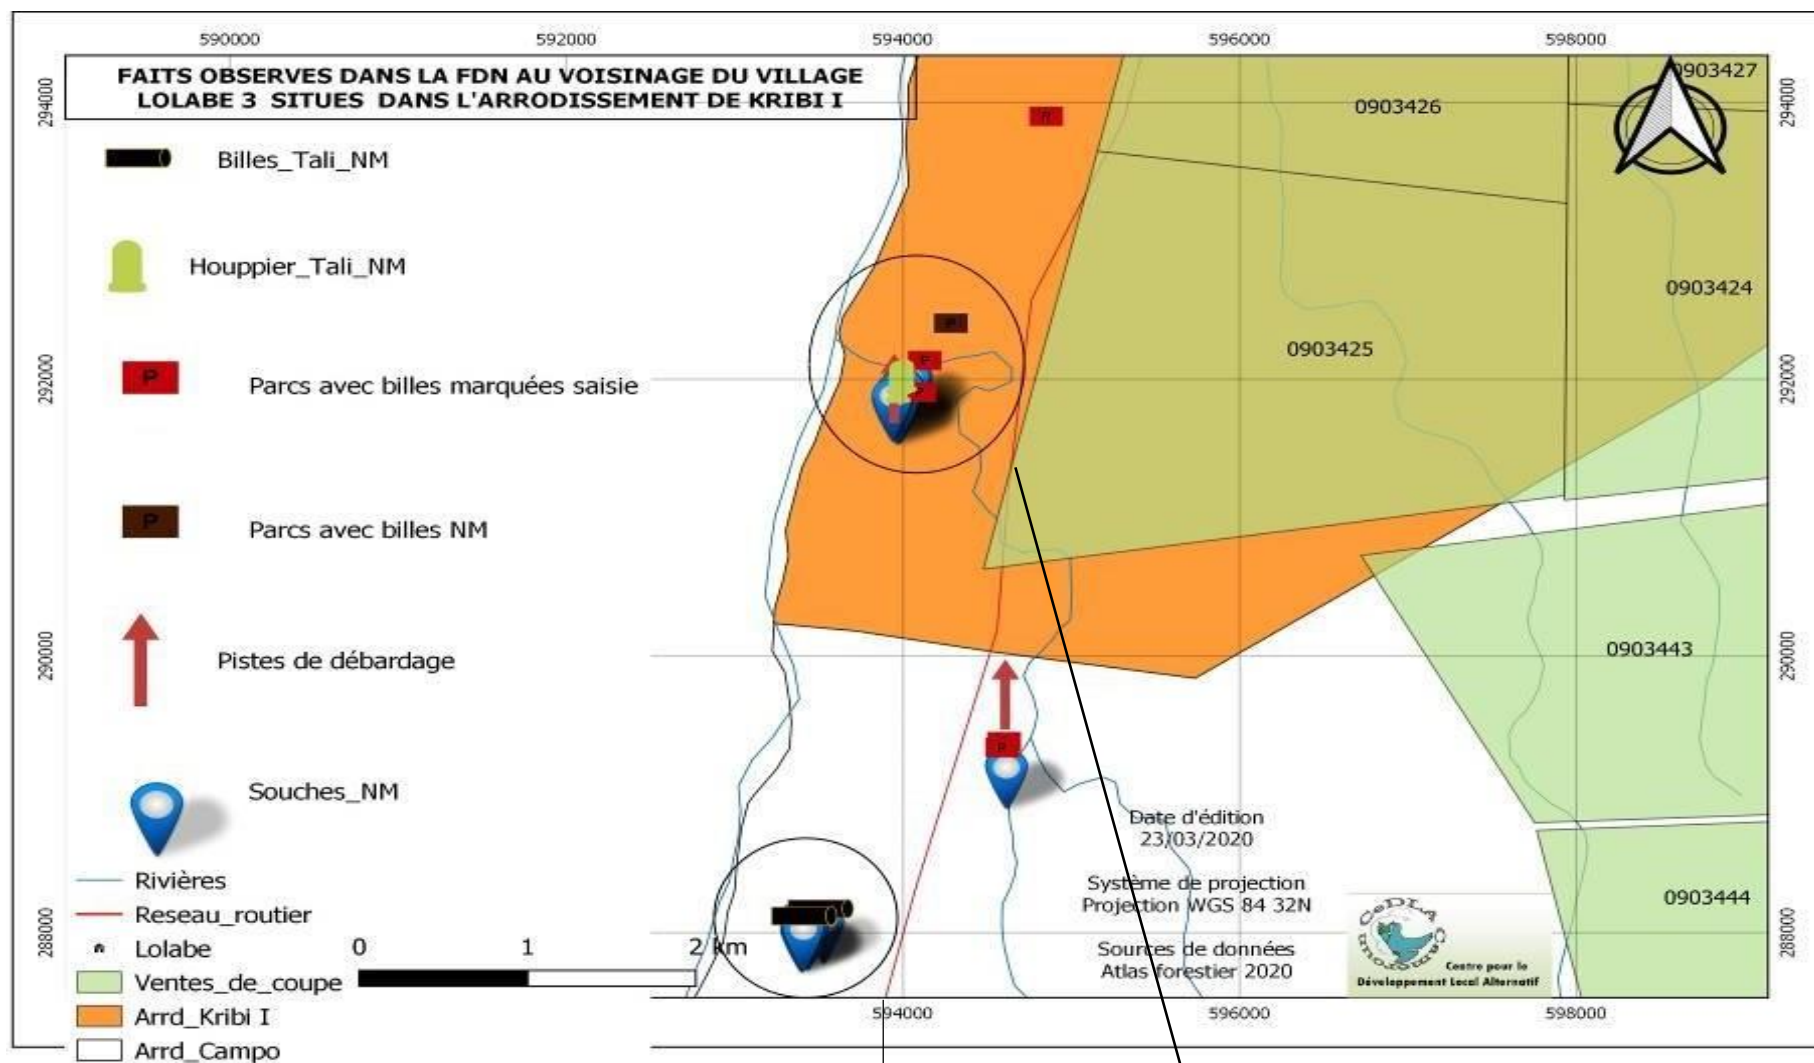 590000 592000 594000 596000 598000
FAITS OBSERVES DANS LA FDN AU VOISINAGE DU VILLAGE
LOLABE 3 SITUES DANS L'ARRODISSEMENT DE KRIBI I
294000
294000
0903427
0903426
Billes_Tali_NM
Houppier_Tali_NM
0903424
P
0903425
P
292000
292000
P
Parcs avec billes marquées saisie
P
Parcs avec billes NM
290000
290000
0903443
Pistes de débardage
P
Souches_NM
Date d'édition
23/03/2020
Rivières
Système de projection
Projection WGS 84 32N
0903444
Reseau_routier
288000
288000
Lolabe
0 1 2 km
Sources de données
Atlas forestier 2020
CeDLA Cameroun
Centre pour le
Développement Local Alternatif
Ventes_de_coupe
Arrd_Kribi I
594000 596000 598000
Arrd_Campo